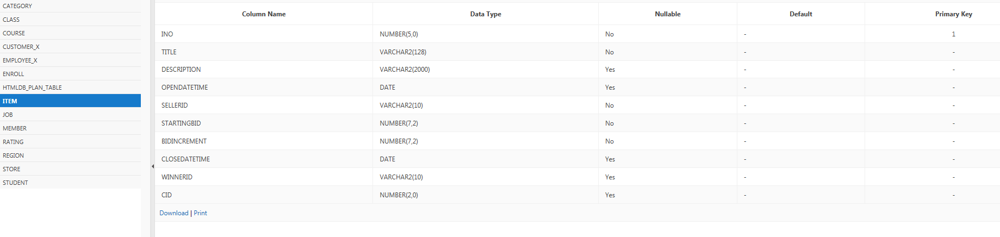 CATEGORY
CLASS
COURSE
CUSTOMER_X
EMPLOYEE_X
ENROLL
HTMLDB_PLAN_TABLE
ITEM
JOB
MEMBER
RATING
REGION
STORE
STUDENT
Column Name Data Type Nullable Default Primary Key
INO NUMBER(5,0) No - 1
TITLE VARCHAR2(128) No - -
DESCRIPTION VARCHAR2(2000) Yes - -
OPENDATETIME DATE Yes - -
SELLERID VARCHAR2(10) No - -
STARTINGBID NUMBER(7,2) No - -
BIDINCREMENT NUMBER(7,2) No - -
CLOSEDATETIME DATE Yes - -
WINNERID VARCHAR2(10) Yes - -
CID NUMBER(2,0) Yes - -
Download | Print